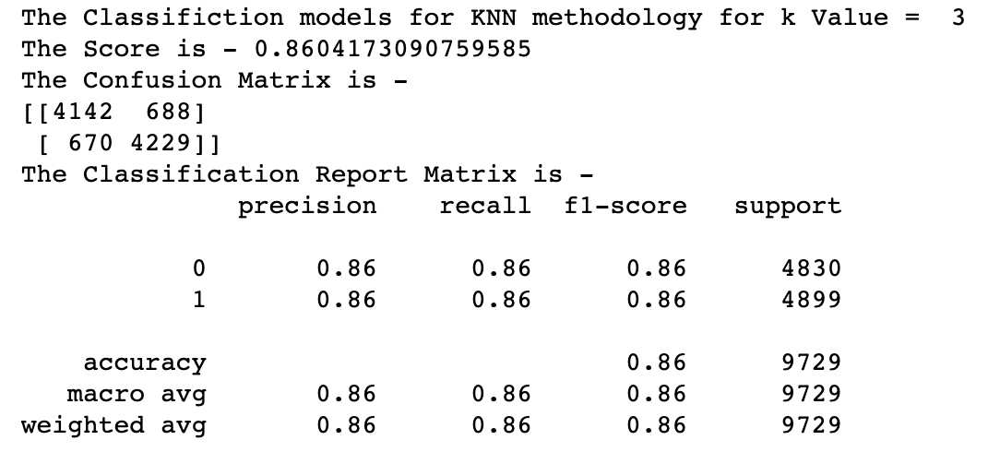 The Classifiction models for KNN methodology for k Value =  3
The Score is - 0.8604173090759585
The Confusion Matrix is -
[[4142  688]
 [ 670 4229]]
The Classification Report Matrix is -
              precision    recall  f1-score   support

           0       0.86      0.86      0.86      4830
           1       0.86      0.86      0.86      4899

    accuracy                           0.86      9729
   macro avg       0.86      0.86      0.86      9729
weighted avg       0.86      0.86      0.86      9729